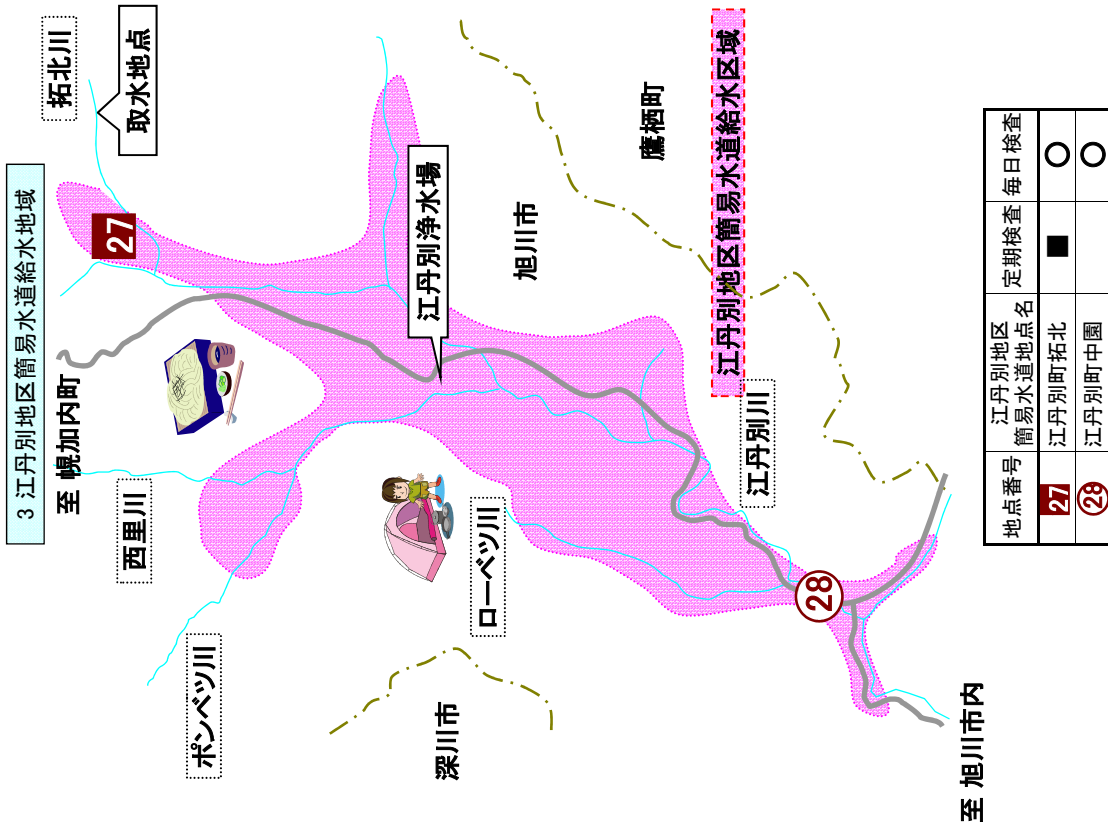 3 江丹別地区簡易水道給水地域
拓北川
取水地点
27
至 幌加内町
西里川
ポンベツ川
江丹別浄水場
旭川市
鷹栖町
江丹別地区簡易水道給水区域
ローベツ川
江丹別川
深川市
28
至 旭川市内
地点番号 江丹別地区 簡易水道地点名 定期検査 毎日検査
27 江丹別町拓北 ■ ○
28 江丹別町中園 ○